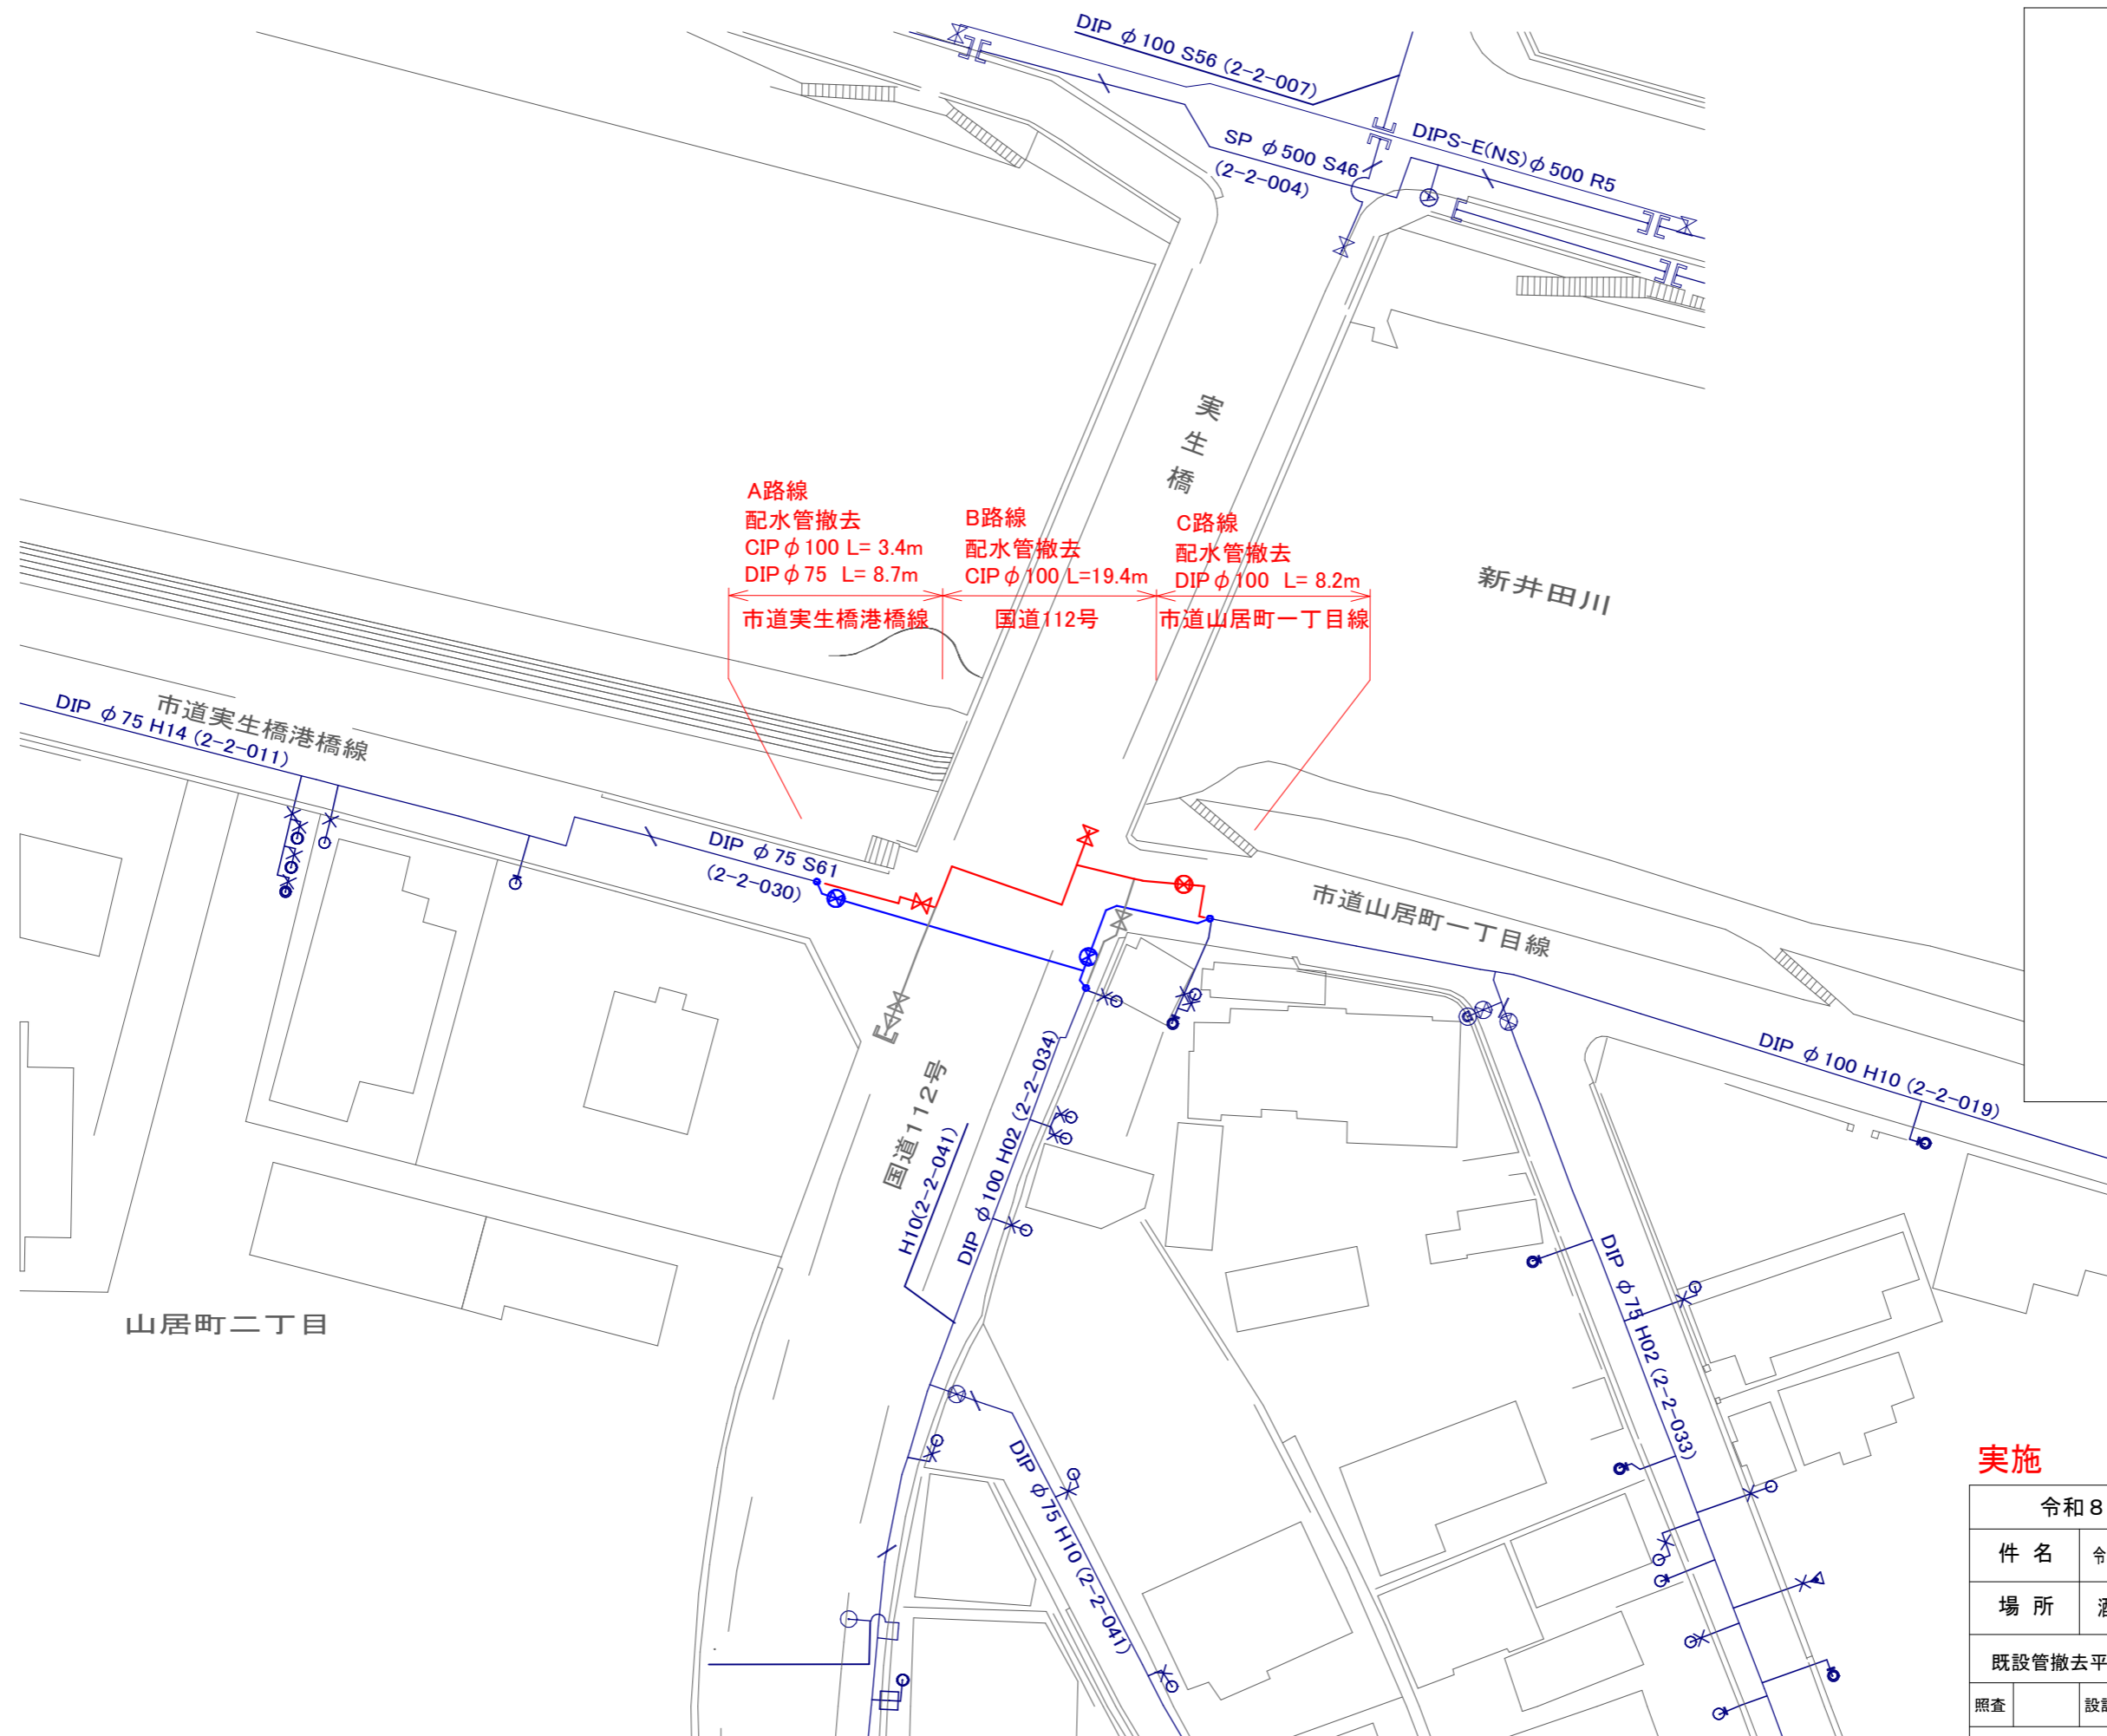 DIP φ100 S56 (2-2-007)
DIPS-E(NS)φ500 R5
SP φ500 S46
(2-2-004)
実生橋
新井田川
A路線
配水管撤去
CIPφ100 L= 3.4m
DIPφ75 L= 8.7m
市道実生橋港橋線
B路線
配水管撤去
CIPφ100 L=19.4m
国道112号
C路線
配水管撤去
DIPφ100 L= 8.2m
市道山居町一丁目線
市道実生橋港橋線
DIP φ75 H14 (2-2-011)
DIP φ75 S61
(2-2-030)
市道山居町一丁目線
DIP φ100 H10 (2-2-019)
国道112号
H10(2-2-041)
DIP φ100 H02 (2-2-034)
DIP φ75 H02 (2-2-033)
DIP φ75 H10 (2-2-041)
山居町二丁目
実施
令和8
件名 令
場所 酒
既設管撤去平
照査 設